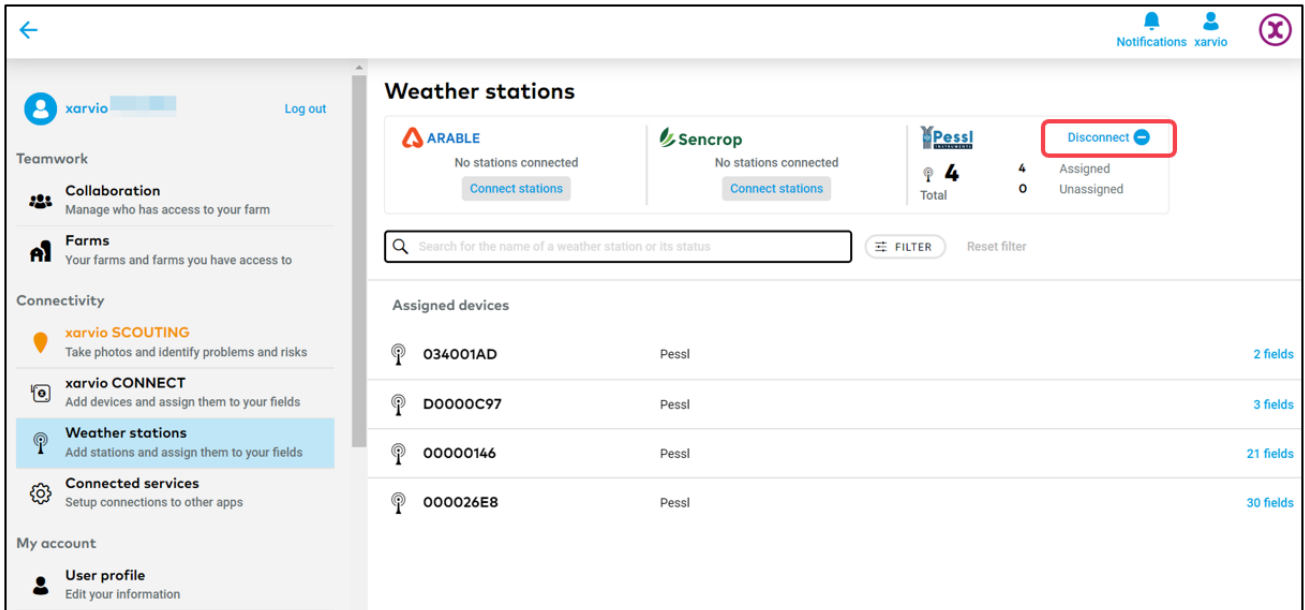 Notifications xarvio
xarvio
Log out
Teamwork
Collaboration
Manage who has access to your farm
Farms
Your farms and farms you have access to
Connectivity
xarvio SCOUTING
Take photos and identify problems and risks
xarvio CONNECT
Add devices and assign them to your fields
Weather stations
Add stations and assign them to your fields
Connected services
Setup connections to other apps
My account
User profile
Edit your information
Weather stations
ARABLE
No stations connected
Connect stations
Sencrop
No stations connected
Connect stations
Pessl
INSTRUMENTS
Disconnect
4
Total
4 Assigned
0 Unassigned
Search for the name of a weather station or its status
FILTER
Reset filter
Assigned devices
034001AD Pessl 2 fields
D0000C97 Pessl 3 fields
00000146 Pessl 21 fields
000026E8 Pessl 30 fields